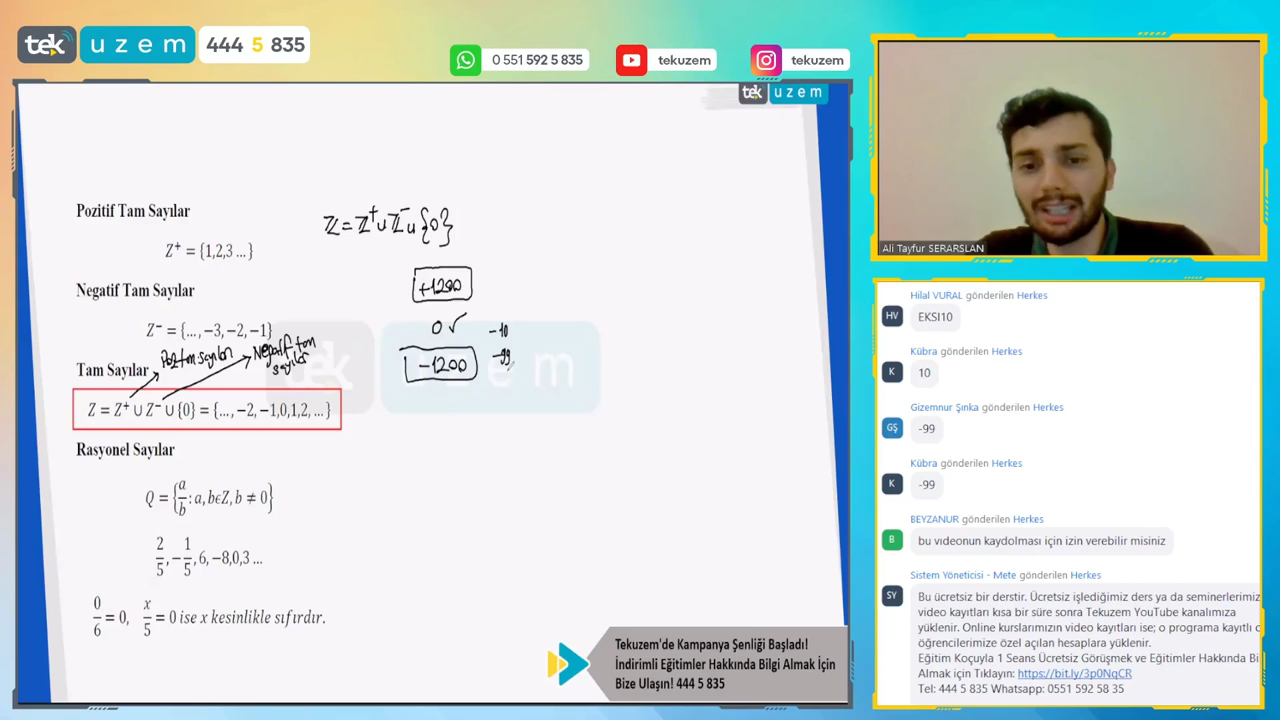 tek uzem 444 5 835
0 551 592 5 835
tekuzem
tekuzem
tek uzem
Pozitif Tam Sayılar
Z⁺ = {1,2,3 ...}
Z = Z⁺ ∪ Z⁻ ∪ {0}
+1200
Negatif Tam Sayılar
Z⁻ = {..., −3, −2, −1}
0 ✓
-10
-99
-1200
Poz tam sayılar
Negatif tam sayılar
Tam Sayılar
Z = Z⁺ ∪ Z⁻ ∪ {0} = {..., −2, −1,0,1,2, ...}
Rasyonel Sayılar
Q = {a/b : a, bϵZ, b ≠ 0}
2/5, −1/5, 6, −8,0,3 ...
0/6 = 0, x/5 = 0 ise x kesinlikle sıfırdır.
tek uzem
Tekuzem'de Kampanya Şenliği Başladı!
İndirimli Eğitimler Hakkında Bilgi Almak İçin
Bize Ulaşın! 444 5 835
Ali Tayfur SERARSLAN
Hilal VURAL gönderilen Herkes
HV EKSI10
Kübra gönderilen Herkes
K 10
Gizemnur Şınka gönderilen Herkes
GŞ -99
Kübra gönderilen Herkes
K -99
BEYZANUR gönderilen Herkes
B bu vıdeonun kaydolması için izin verebilir misiniz
Sistem Yöneticisi - Mete gönderilen Herkes
SY Bu ücretsiz bir derstir. Ücretsiz işlediğimiz ders ya da seminerlerimiz
video kayıtları kısa bir süre sonra Tekuzem YouTube kanalımıza
yüklenir. Online kurslarımızın video kayıtları ise; o programa kayıtlı
öğrencilerimize özel açılan hesaplara yüklenir.
Eğitim Koçuyla 1 Seans Ücretsiz Görüşmek ve Eğitimler Hakkında
Almak için Tıklayın: https://bit.ly/3p0NqCR
Tel: 444 5 835 Whatsapp: 0551 592 58 35